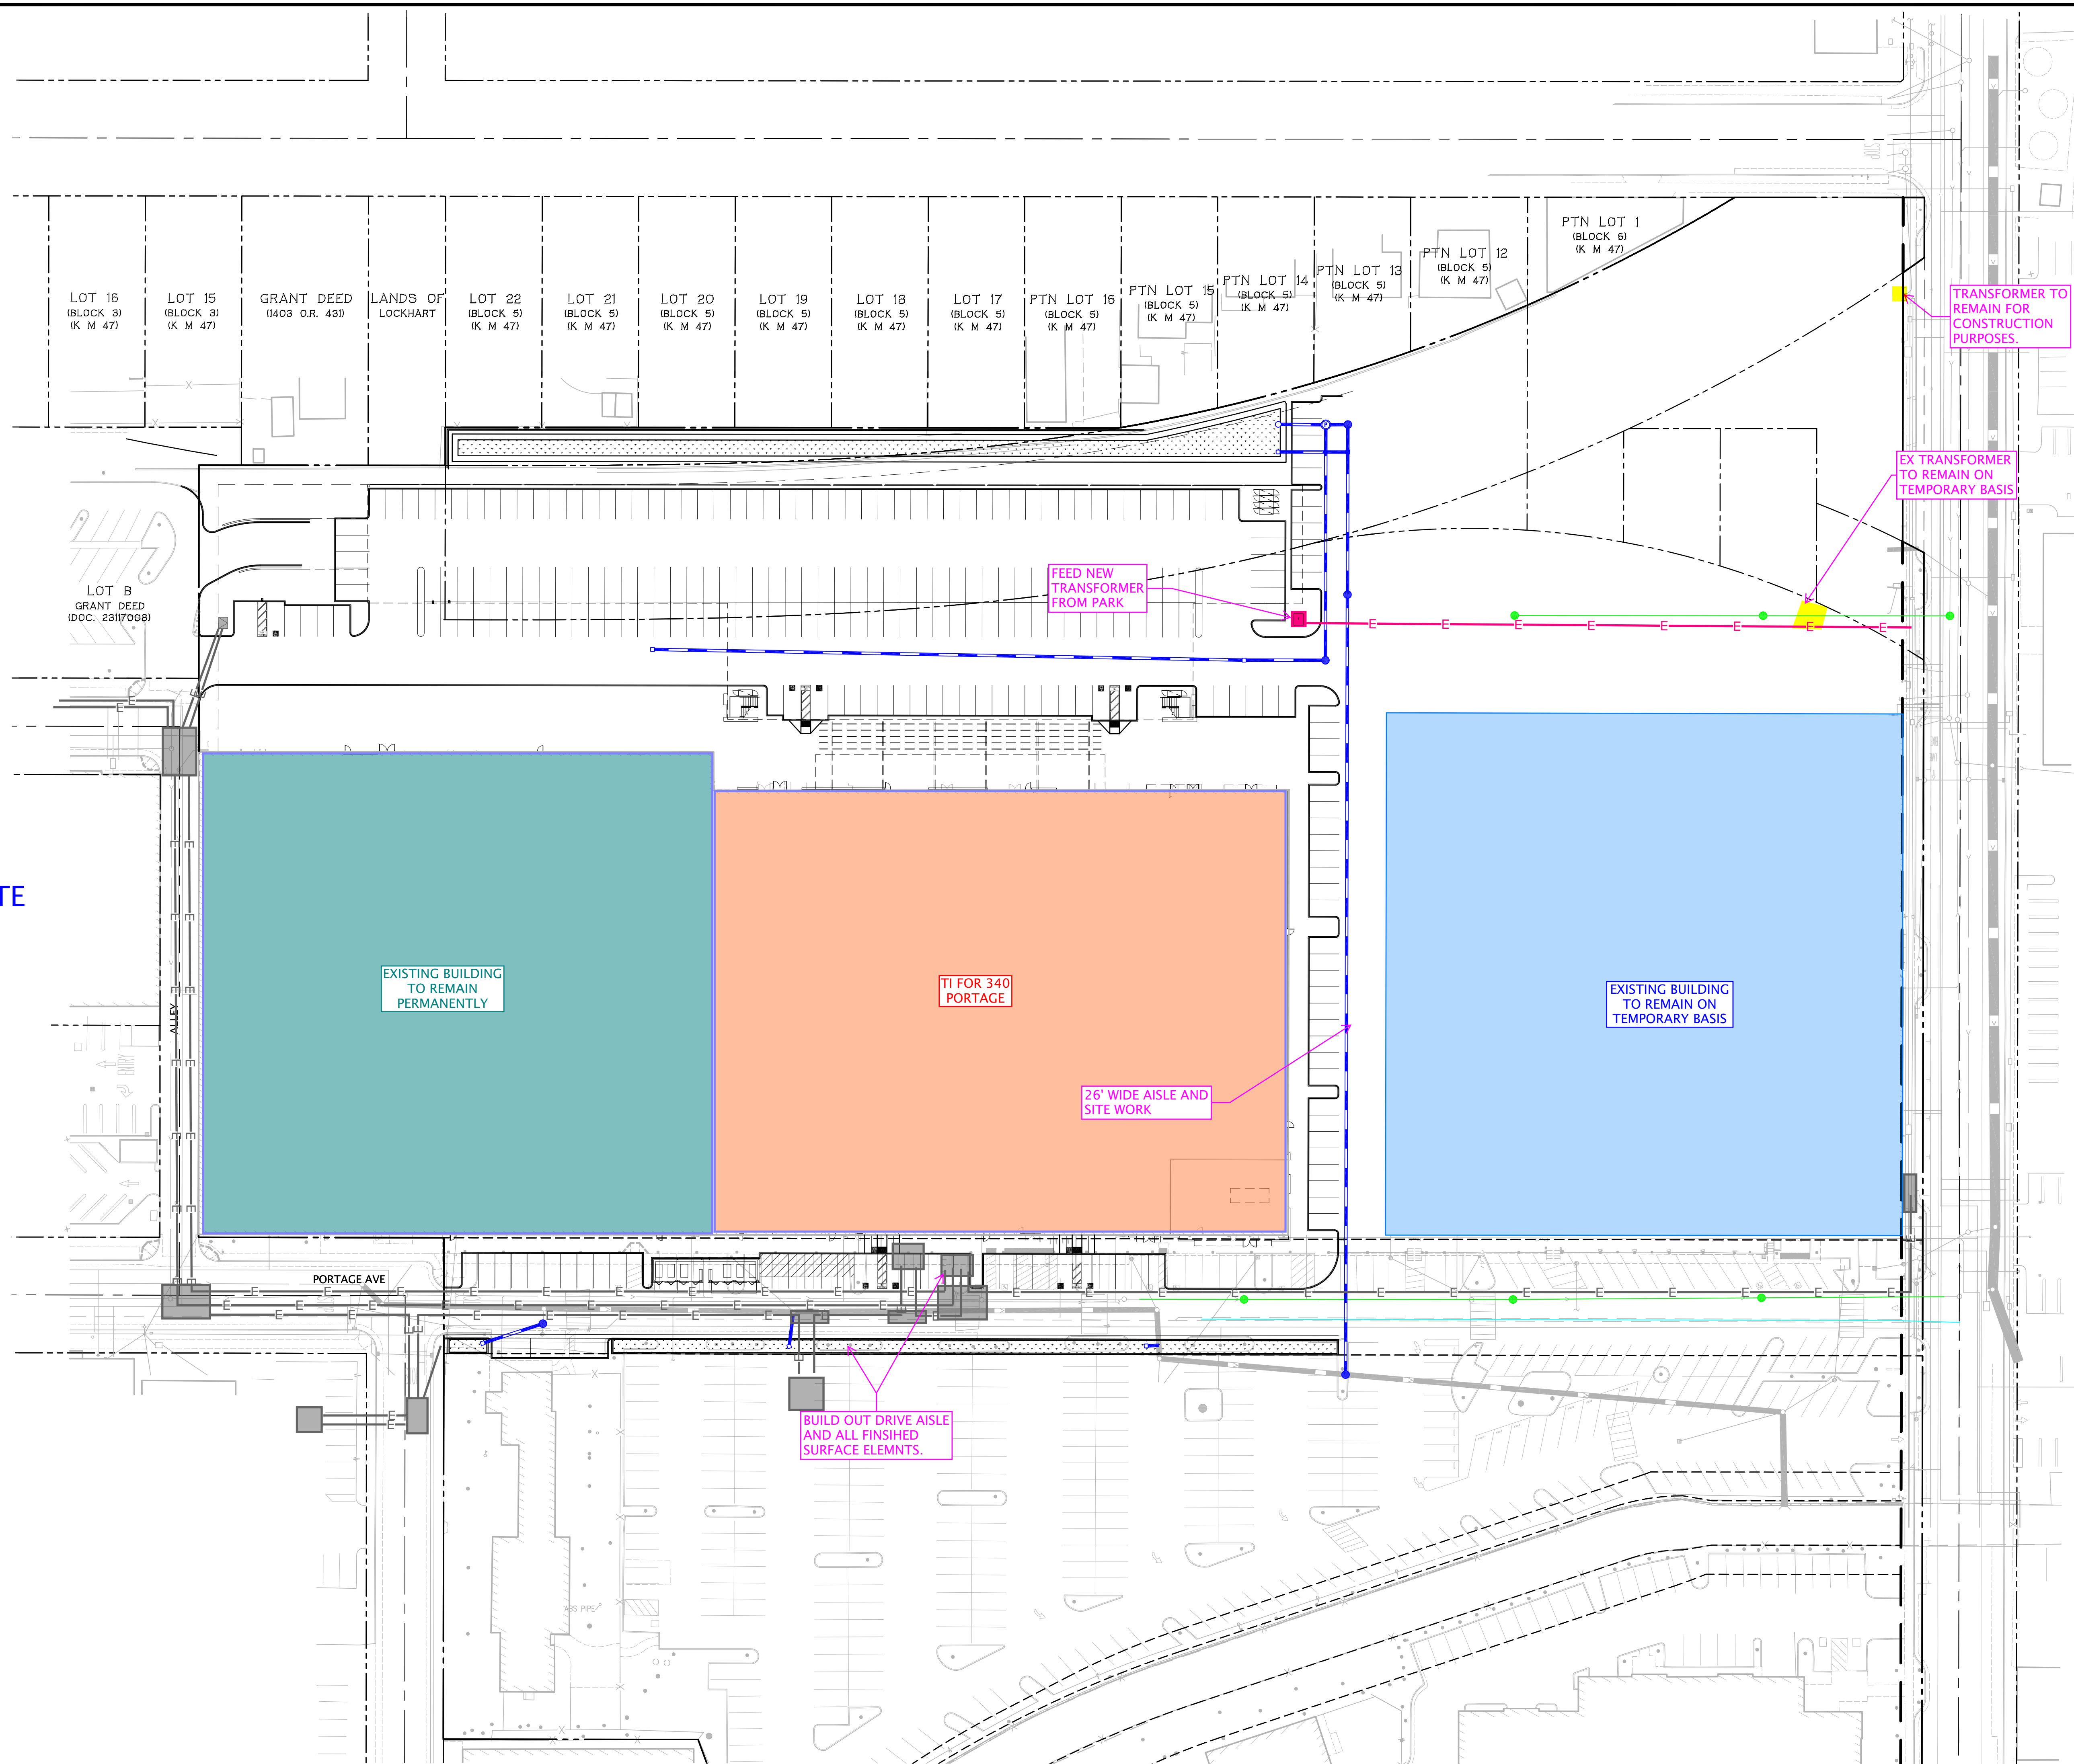 PTN LOT 1
(BLOCK 6)
(K M 47)
PTN LOT 12
(BLOCK 5)
(K M 47)
PTN LOT 13
(BLOCK 5)
(K M 47)
PTN LOT 14
(BLOCK 5)
(K M 47)
PTN LOT 15
(BLOCK 5)
(K M 47)
LOT 16
(BLOCK 3)
(K M 47)
LOT 15
(BLOCK 3)
(K M 47)
GRANT DEED
(1403 O.R. 431)
LANDS OF
LOCKHART
LOT 22
(BLOCK 5)
(K M 47)
LOT 21
(BLOCK 5)
(K M 47)
LOT 20
(BLOCK 5)
(K M 47)
LOT 19
(BLOCK 5)
(K M 47)
LOT 18
(BLOCK 5)
(K M 47)
LOT 17
(BLOCK 5)
(K M 47)
PTN LOT 16
(BLOCK 5)
(K M 47)
TRANSFORMER TO
REMAIN FOR
CONSTRUCTION
PURPOSES.
EX TRANSFORMER
TO REMAIN ON
TEMPORARY BASIS
FEED NEW
TRANSFORMER
FROM PARK
LOT B
GRANT DEED
(DOC. 23117008)
E E E E E E E E
TE
EXISTING BUILDING
TO REMAIN
PERMANENTLY
TI FOR 340
PORTAGE
EXISTING BUILDING
TO REMAIN ON
TEMPORARY BASIS
ALLEY
26' WIDE AISLE AND
SITE WORK
PORTAGE AVE
BUILD OUT DRIVE AISLE
AND ALL FINSIHED
SURFACE ELEMNTS.
ABS PIPE